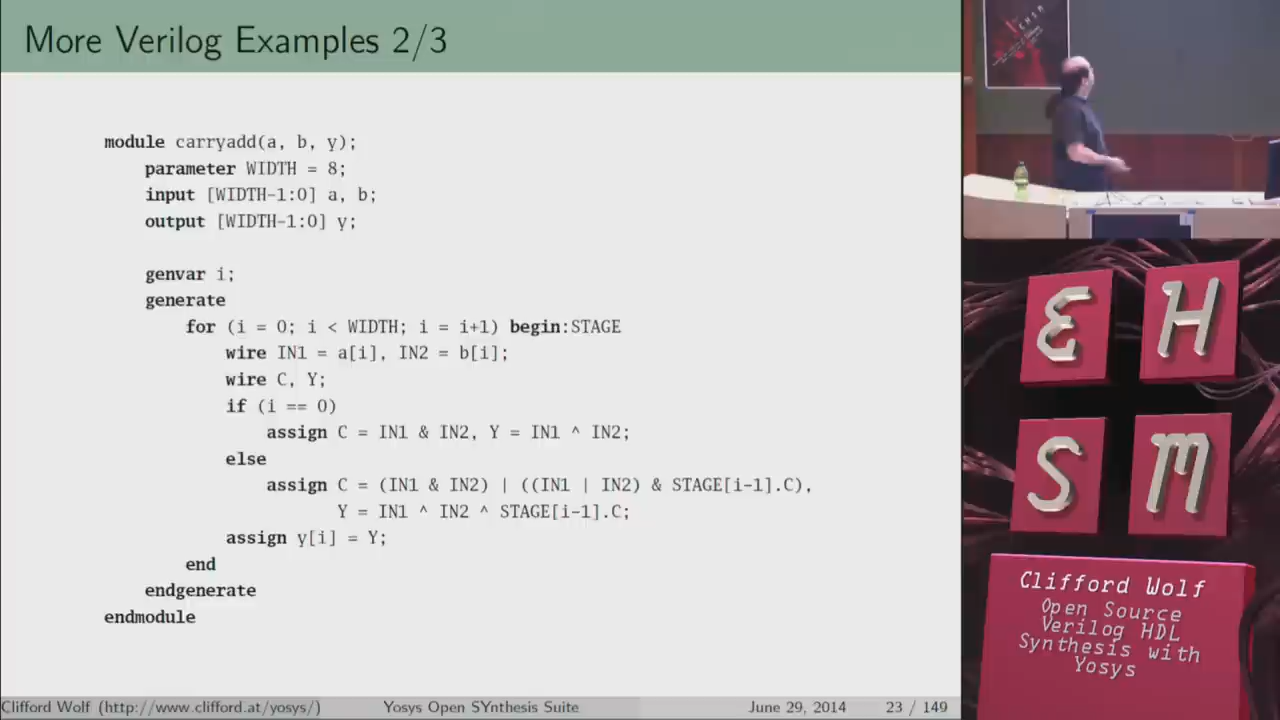 More Verilog Examples 2/3
module carryadd(a, b, y);
parameter WIDTH = 8;
input [WIDTH-1:0] a, b;
output [WIDTH-1:0] y;
genvar i;
generate
for (i = 0; i < WIDTH; i = i+1) begin:STAGE
wire IN1 = a[i], IN2 = b[i];
wire C, Y;
if (i == 0)
assign C = IN1 & IN2, Y = IN1 ^ IN2;
else
assign C = (IN1 & IN2) | ((IN1 | IN2) & STAGE[i-1].C),
Y = IN1 ^ IN2 ^ STAGE[i-1].C;
assign y[i] = Y;
end
endgenerate
endmodule
Clifford Wolf (http://www.clifford.at/yosys/) Yosys Open SYnthesis Suite June 29, 2014 23 / 149
EH
SM
Clifford Wolf
Open Source
Verilog HDL
Synthesis with
Yosys